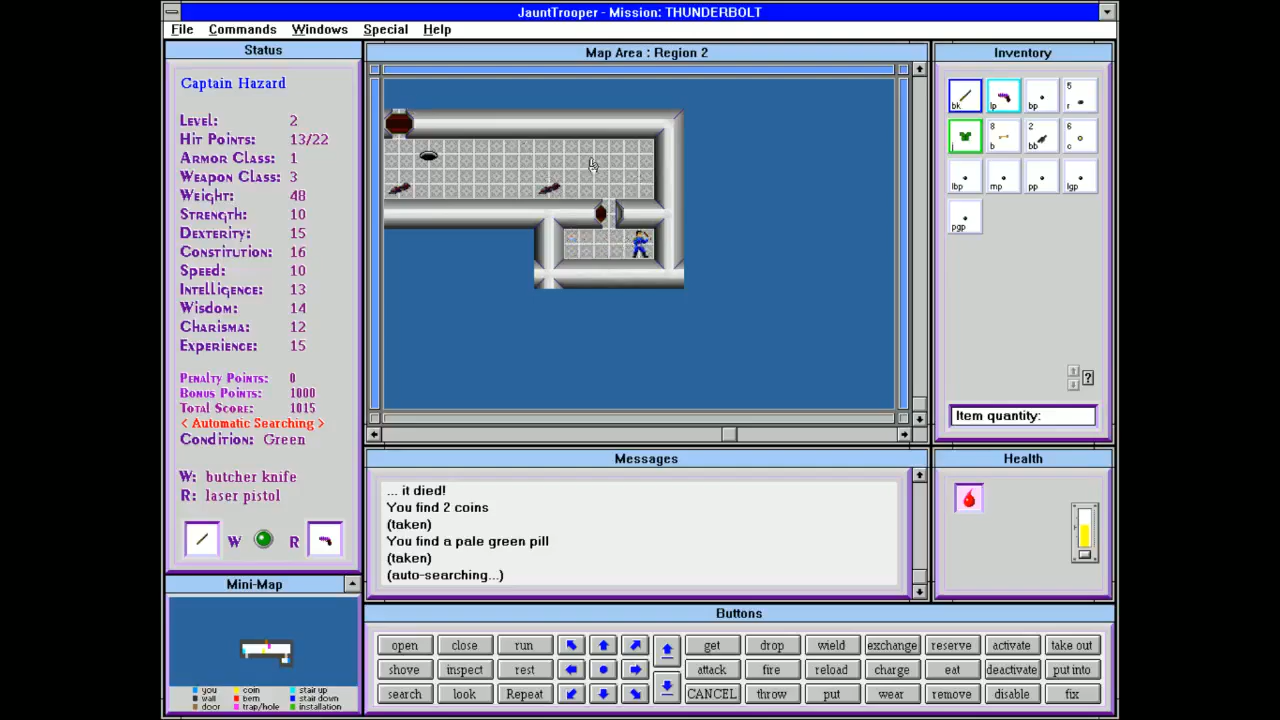 JauntTrooper - Mission: THUNDERBOLT
File Commands Windows Special Help
Status
Captain Hazard
Level: 2
Hit Points: 13/22
Armor Class: 1
Weapon Class: 3
Weight: 48
Strength: 10
Dexterity: 15
Constitution: 16
Speed: 10
Intelligence: 13
Wisdom: 14
Charisma: 12
Experience: 15
Penalty Points: 0
Bonus Points: 1000
Total Score: 1015
< Automatic Searching >
Condition: Green
W: butcher knife
R: laser pistol
W R
Mini-Map
you coin stair up
wall bem stair down
door trap/hole installation
Map Area : Region 2
Messages
... it died!
You find 2 coins
(taken)
You find a pale green pill
(taken)
(auto-searching...)
Inventory
bk lp bp 5 r
j 8 b 2 bb 6 c
lbp mp pp lgp
pgp
?
Item quantity:
Health
Buttons
open close run get drop wield exchange reserve activate take out
shove inspect rest attack fire reload charge eat deactivate put into
search look Repeat CANCEL throw put wear remove disable fix